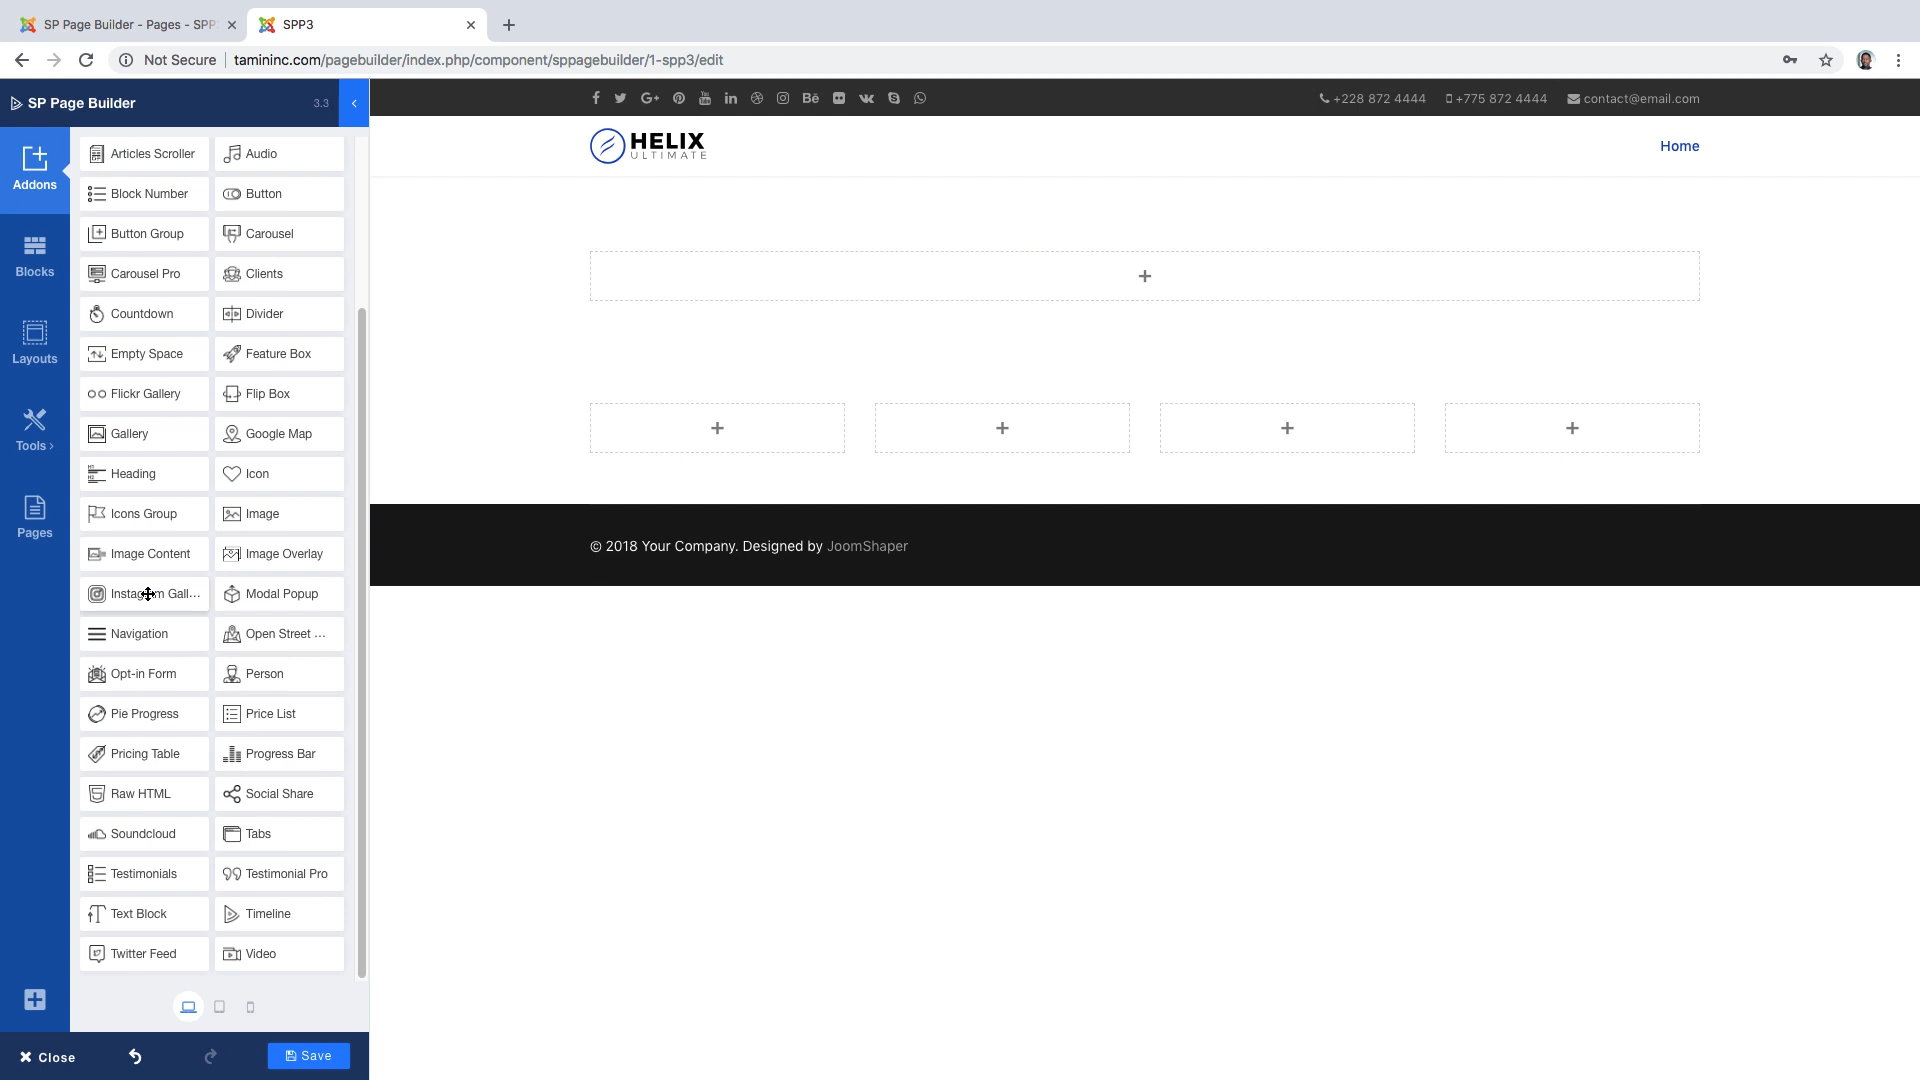 SP Page Builder - Pages - SPP
SPP3
Not Secure
tamininc.com/pagebuilder/index.php/component/sppagebuilder/1-spp3/edit
SP Page Builder
3.3
+228 872 4444
+775 872 4444
contact@email.com
HELIX
ULTIMATE
Home
Addons
Blocks
Layouts
Tools
Pages
Articles Scroller
Audio
Block Number
Button
Button Group
Carousel
Carousel Pro
Clients
Countdown
Divider
Empty Space
Feature Box
Flickr Gallery
Flip Box
Gallery
Google Map
Heading
Icon
Icons Group
Image
Image Content
Image Overlay
Instagram Gall...
Modal Popup
Navigation
Open Street ...
Opt-in Form
Person
Pie Progress
Price List
Pricing Table
Progress Bar
Raw HTML
Social Share
Soundcloud
Tabs
Testimonials
Testimonial Pro
Text Block
Timeline
Twitter Feed
Video
Close
Save
© 2018 Your Company. Designed by JoomShaper